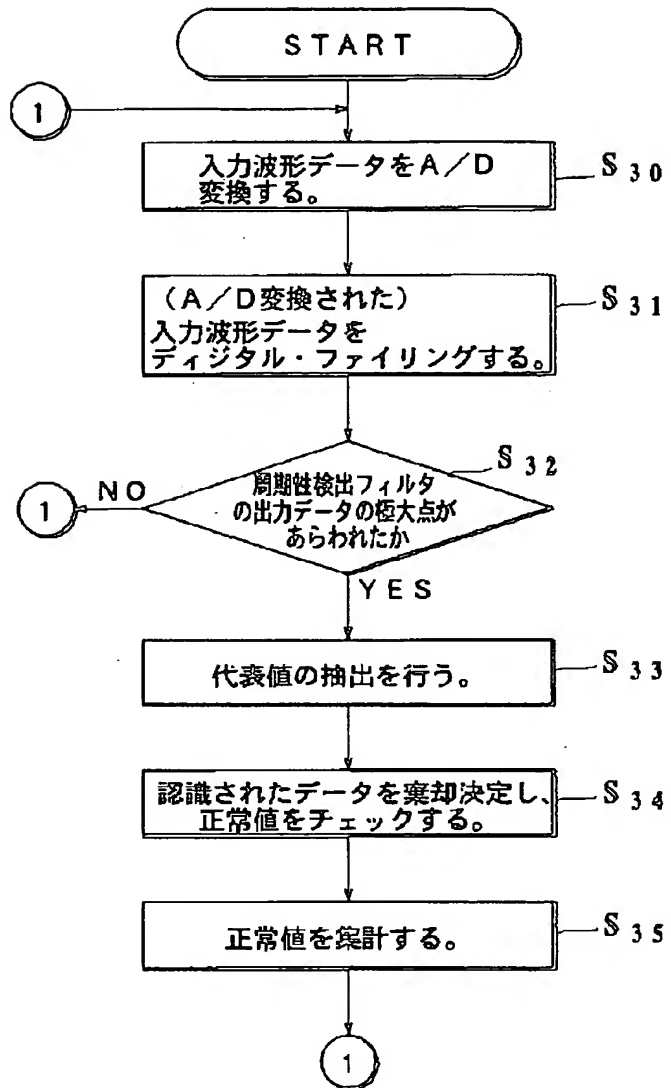 START
1
入力波形データをA/D
変換する。
S30
(A/D変換された)
入力波形データを
ディジタル・ファイリングする。
S31
周期性検出フィルタ
の出力データの極大点が
あらわれたか
S32
NO
1
YES
代表値の抽出を行う。
S33
認識されたデータを棄却決定し、
正常値をチェックする。
S34
正常値を集計する。
S35
1